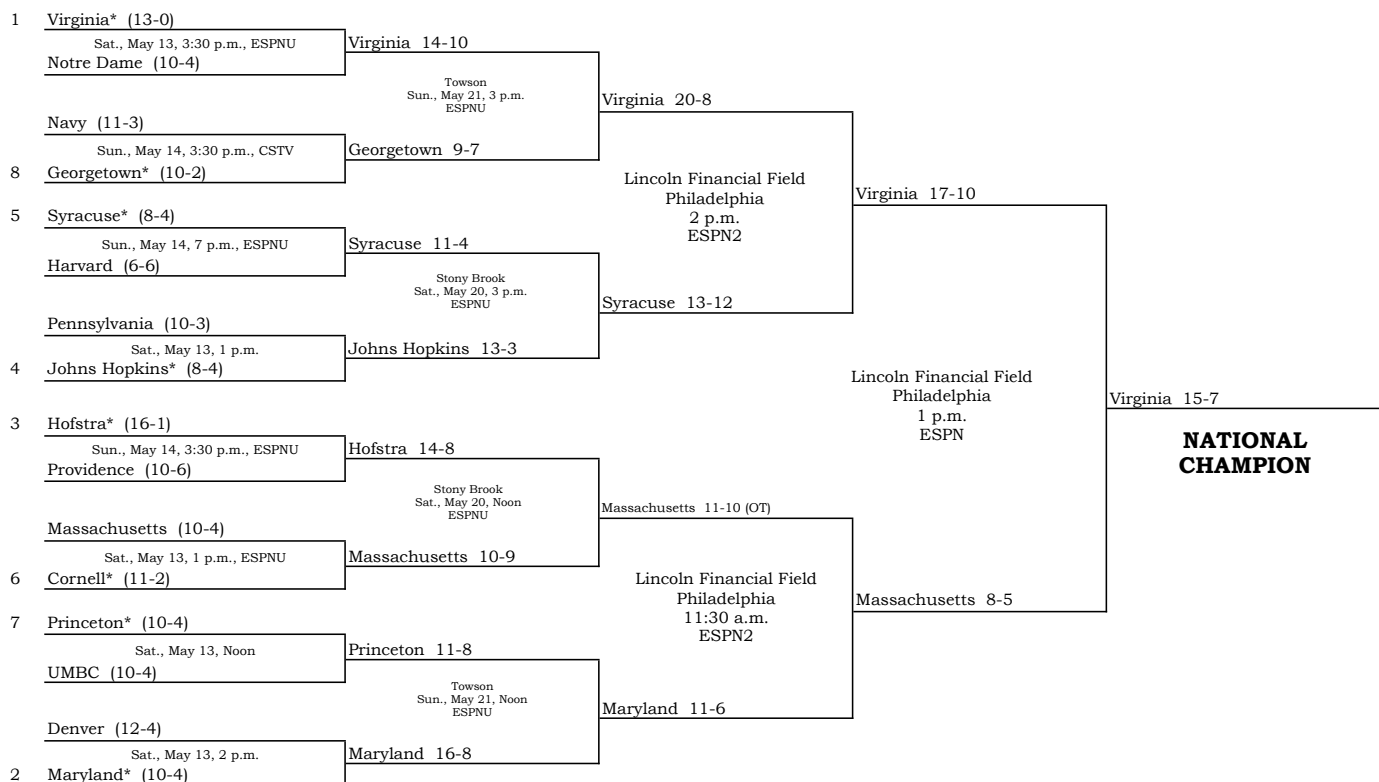 1 Virginia* (13-0)
Sat., May 13, 3:30 p.m., ESPNU
Notre Dame (10-4)
Navy (11-3)
Sun., May 14, 3:30 p.m., CSTV
8 Georgetown* (10-2)
5 Syracuse* (8-4)
Sun., May 14, 7 p.m., ESPNU
Harvard (6-6)
Pennsylvania (10-3)
Sat., May 13, 1 p.m.
4 Johns Hopkins* (8-4)
3 Hofstra* (16-1)
Sun., May 14, 3:30 p.m., ESPNU
Providence (10-6)
Massachusetts (10-4)
Sat., May 13, 1 p.m., ESPNU
6 Cornell* (11-2)
7 Princeton* (10-4)
Sat., May 13, Noon
UMBC (10-4)
Denver (12-4)
Sat., May 13, 2 p.m.
2 Maryland* (10-4)
Virginia 14-10
Towson
Sun., May 21, 3 p.m.
ESPNU
Georgetown 9-7
Syracuse 11-4
Stony Brook
Sat., May 20, 3 p.m.
ESPNU
Johns Hopkins 13-3
Hofstra 14-8
Stony Brook
Sat., May 20, Noon
ESPNU
Massachusetts 10-9
Princeton 11-8
Towson
Sun., May 21, Noon
ESPNU
Maryland 16-8
Virginia 20-8
Lincoln Financial Field
Philadelphia
2 p.m.
ESPN2
Syracuse 13-12
Massachusetts 11-10 (OT)
Lincoln Financial Field
Philadelphia
11:30 a.m.
ESPN2
Maryland 11-6
Virginia 17-10
Lincoln Financial Field
Philadelphia
1 p.m.
ESPN
Massachusetts 8-5
Virginia 15-7
NATIONAL
CHAMPION